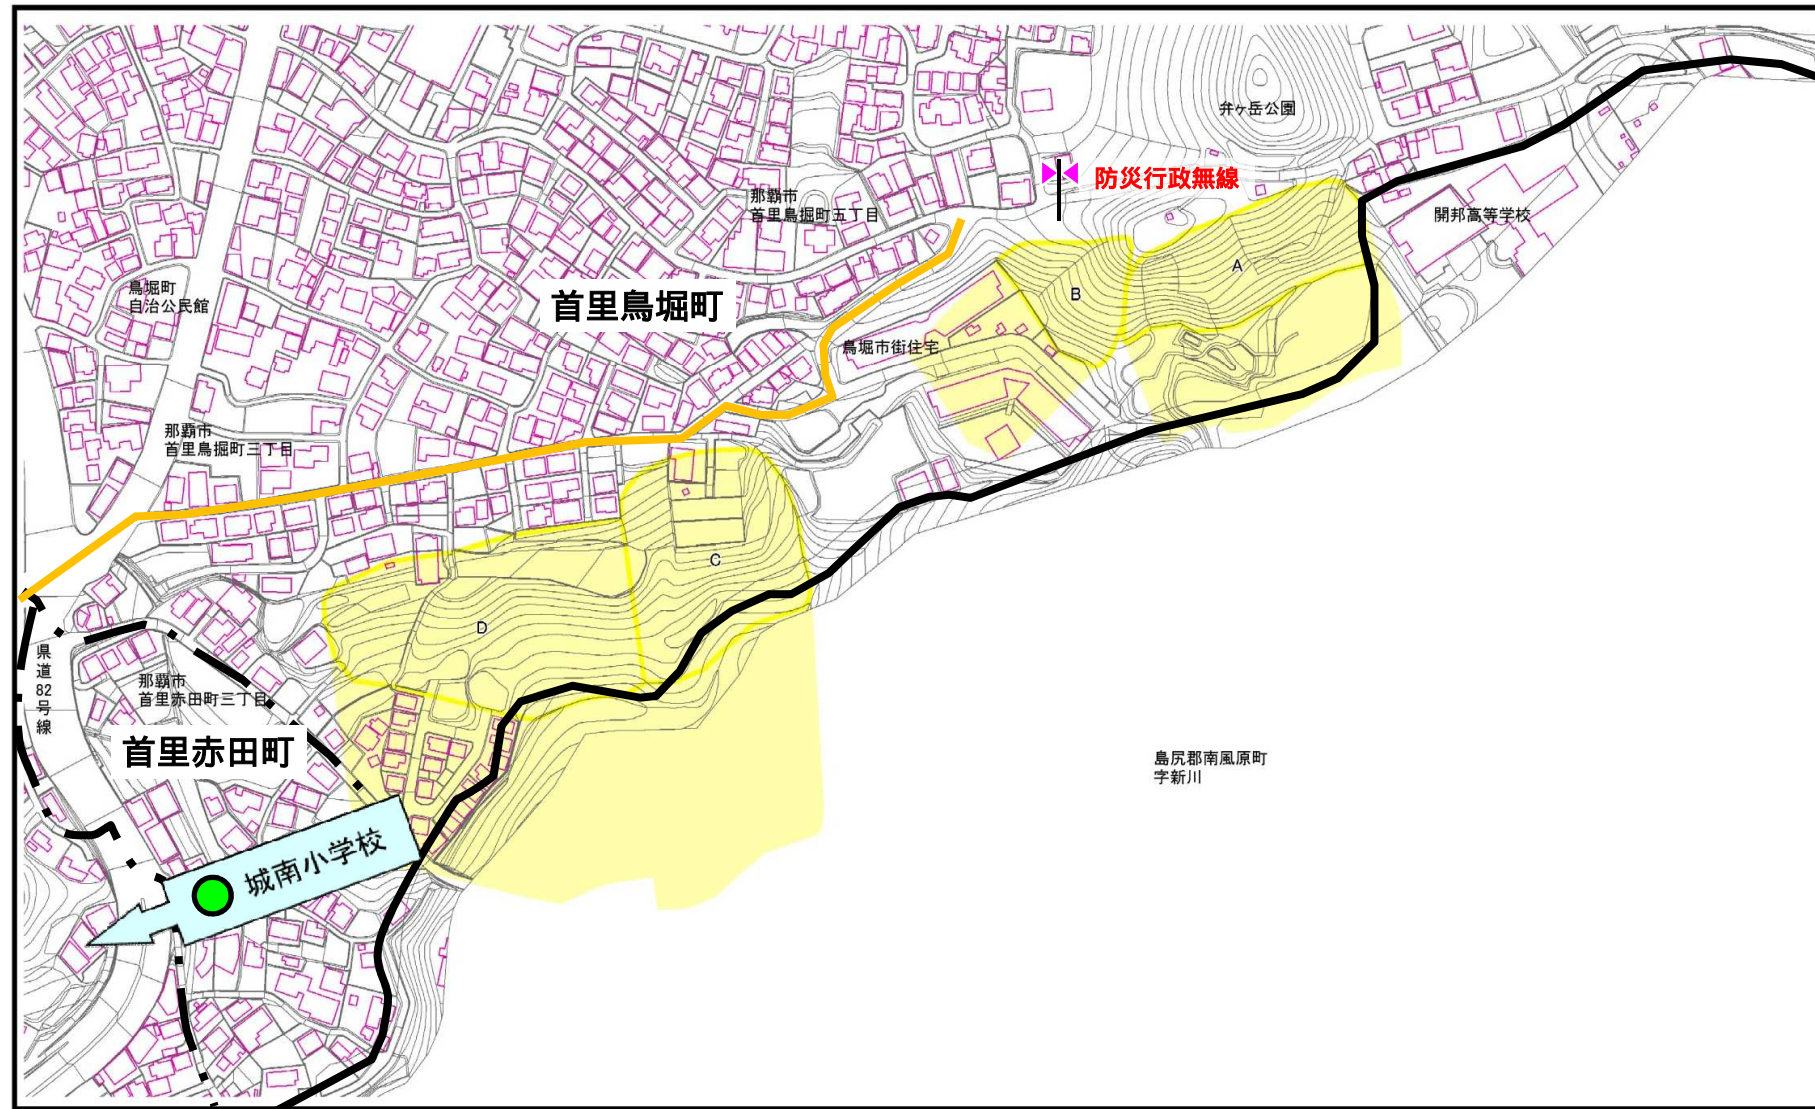 弁ヶ岳公園
防災行政無線
那覇市
首里鳥掘町五丁目
開邦高等学校
A
鳥堀町
自治公民館
B
首里鳥堀町
鳥堀市街住宅
那覇市
首里鳥掘町三丁目
C
D
県道82号線
那覇市
首里赤田町三丁目
首里赤田町
島尻郡南風原町
字新川
城南小学校